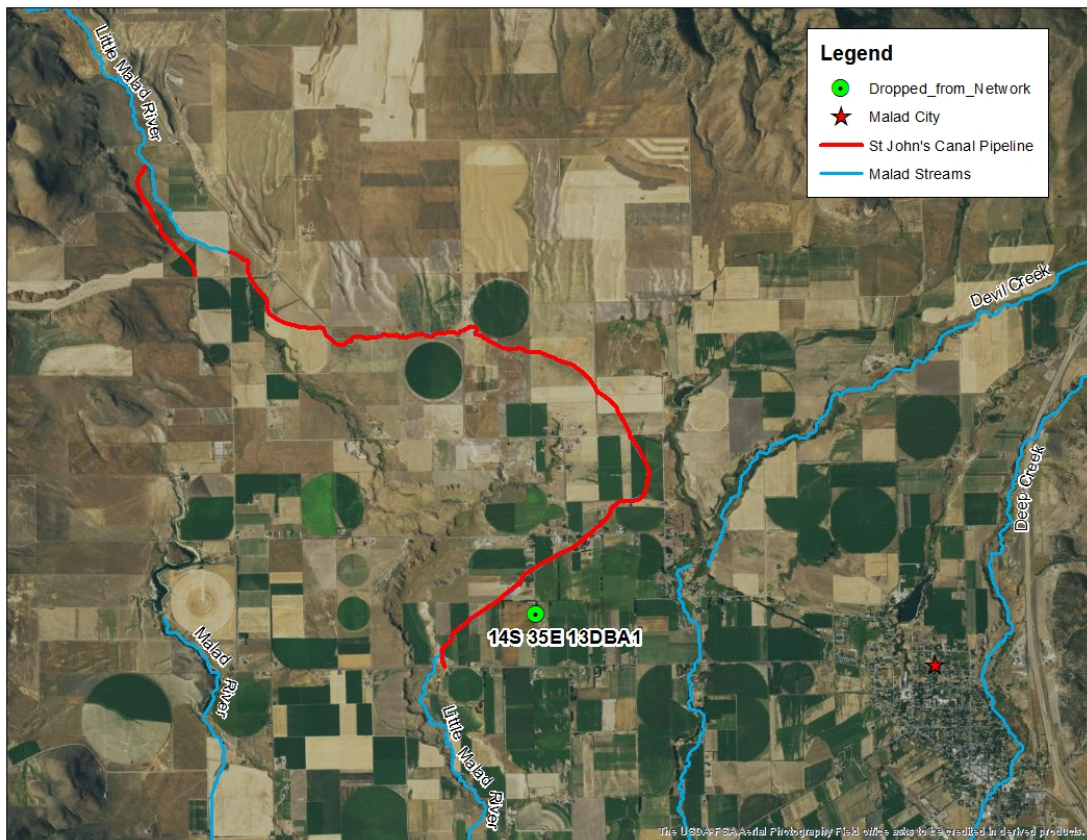 Legend
Dropped_from_Network
Malad City
St John's Canal Pipeline
Malad Streams
Little Malad River
Devil Creek
Deep Creek
14S 35E 13DBA1
Malad River
Little Malad River
The USDA-FSA Aerial Photography Field office asks to be credited in derived products.